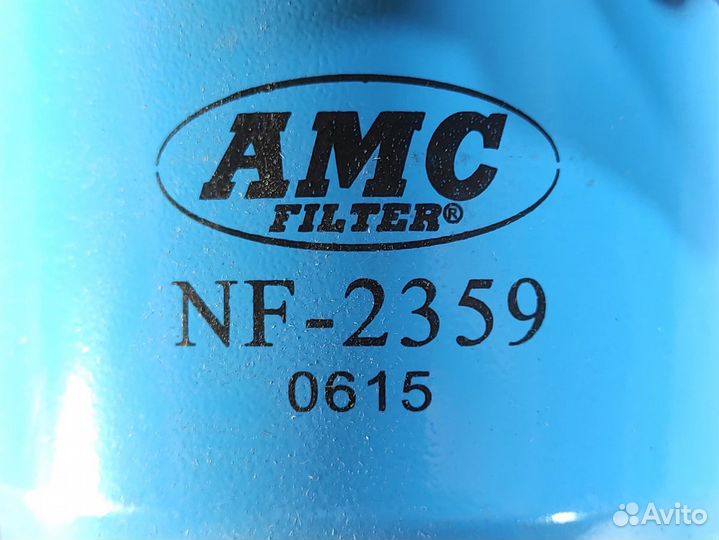 AMC
FILTER®
NF-2359
0615
Avito